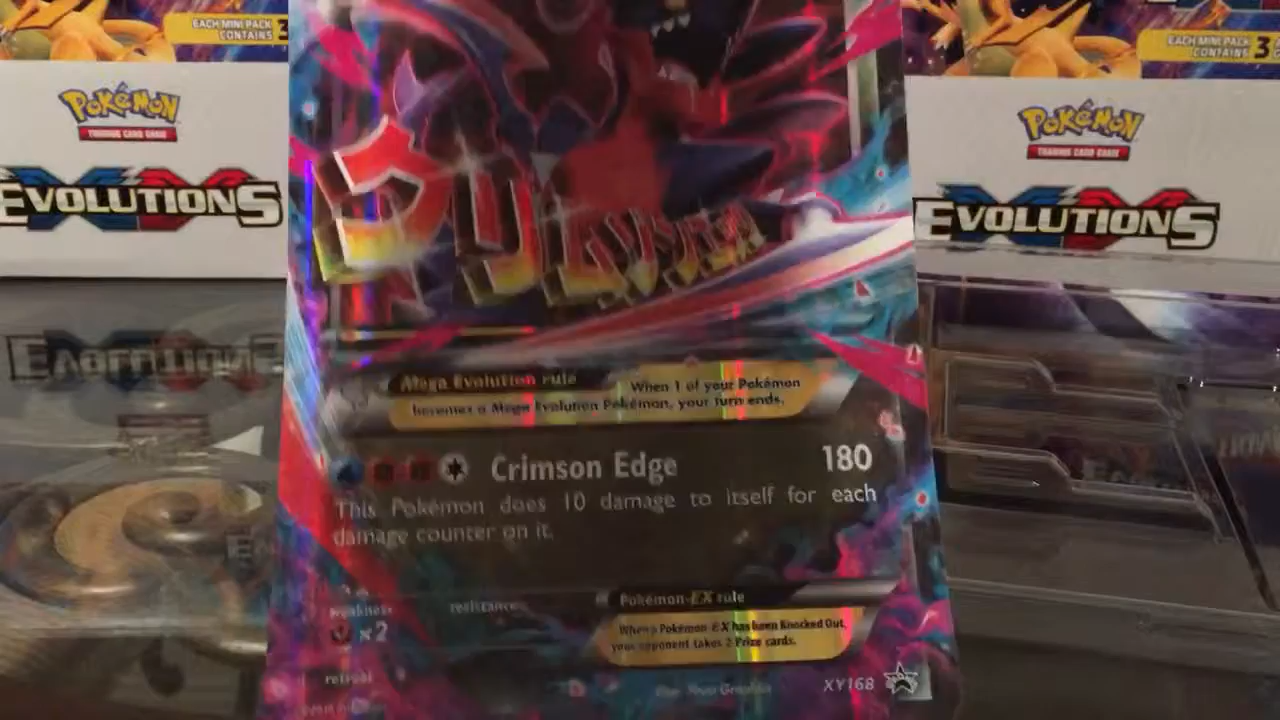 EACH MINI PACK
CONTAINS 3
POKéMON
TRADING CARD GAME
EVOLUTIONS
EACH MINI PACK
CONTAINS 3
POKéMON
TRADING CARD GAME
EVOLUTIONS
Mega Evolution rule
When 1 of your Pokémon
becomes a Mega Evolution Pokémon, your turn ends.
Crimson Edge 180
This Pokémon does 10 damage to itself for each
damage counter on it.
weakness
×2
resistance
retreat
Pokémon-EX rule
When a Pokémon-EX has been Knocked Out,
your opponent takes 2 Prize cards.
XY168